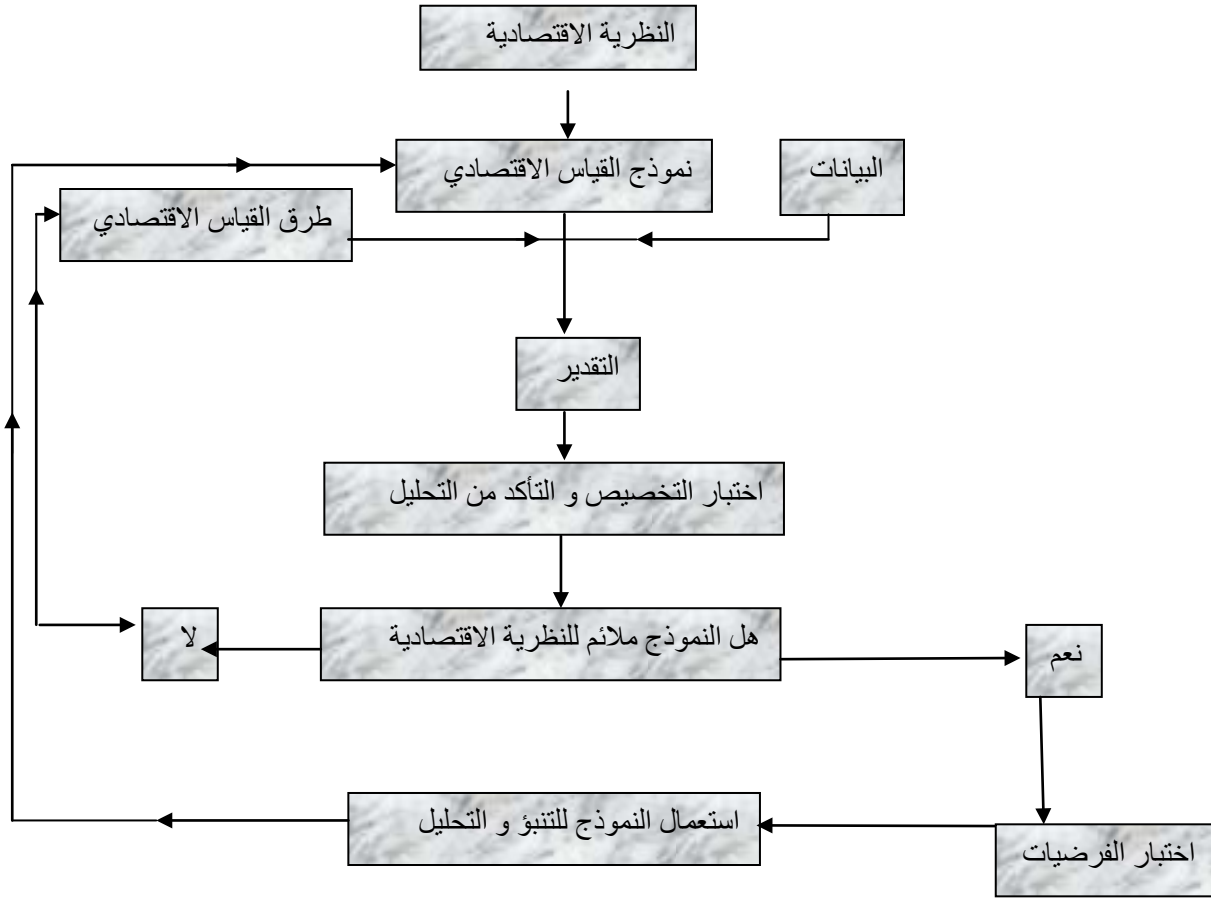 النظرية الاقتصادية
نموذج القياس الاقتصادي
البيانات
طرق القياس الاقتصادي
التقدير
اختبار التخصيص و التأكد من التحليل
هل النموذج ملائم للنظرية الاقتصادية
لا
نعم
استعمال النموذج للتنبؤ و التحليل
اختبار الفرضيات